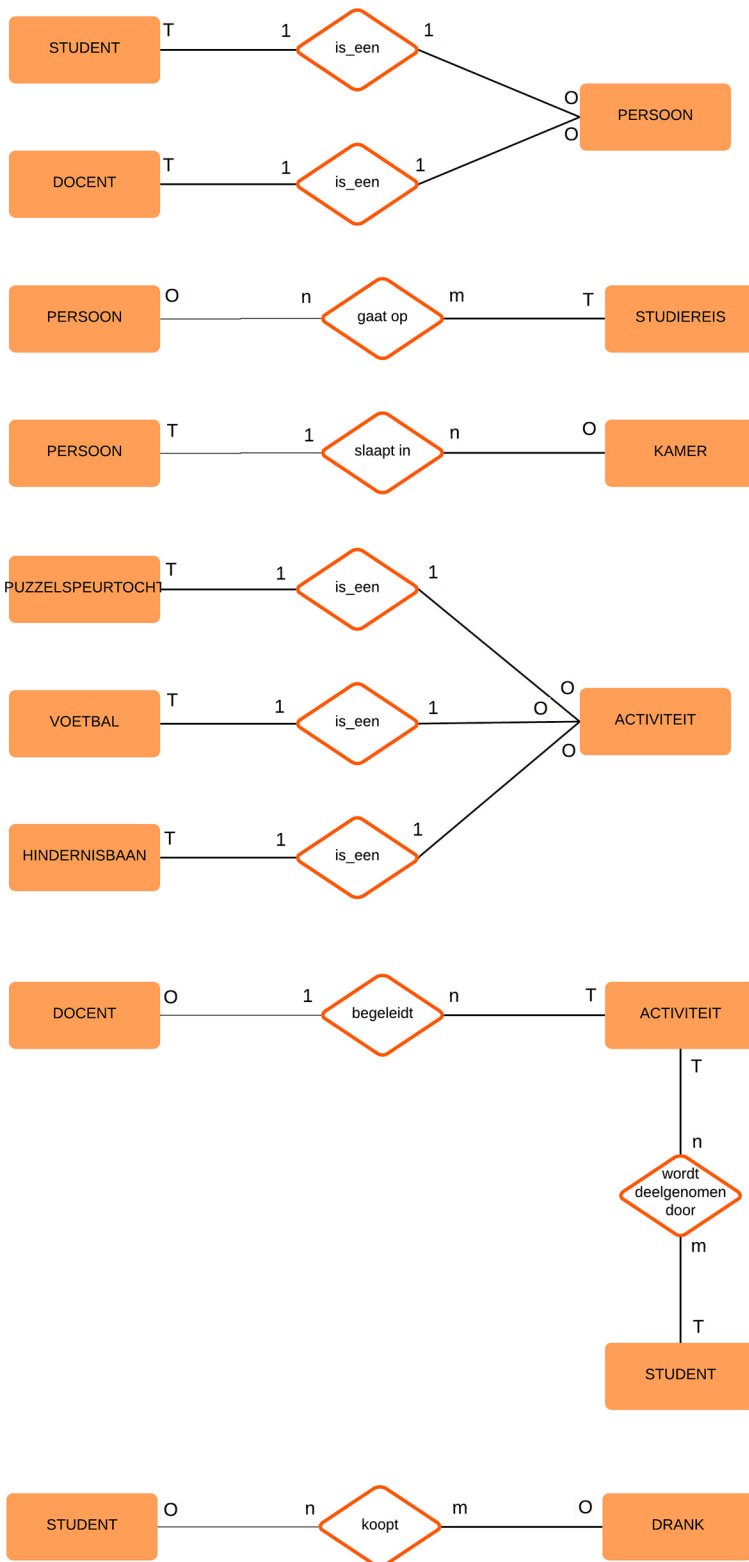 STUDENT T 1 is_een 1
O PERSOON
O
DOCENT T 1 is_een 1
PERSOON O n gaat op m T STUDIEREIS
PERSOON T 1 slaapt in n O KAMER
PUZZELSPEURTOCHT T 1 is_een 1
O
VOETBAL T 1 is_een 1 O ACTIVITEIT
O
HINDERNISBAAN T 1 is_een 1
DOCENT O 1 begeleidt n T ACTIVITEIT
T
n
wordt
deelgenomen
door
m
T
STUDENT
STUDENT O n koopt m O DRANK